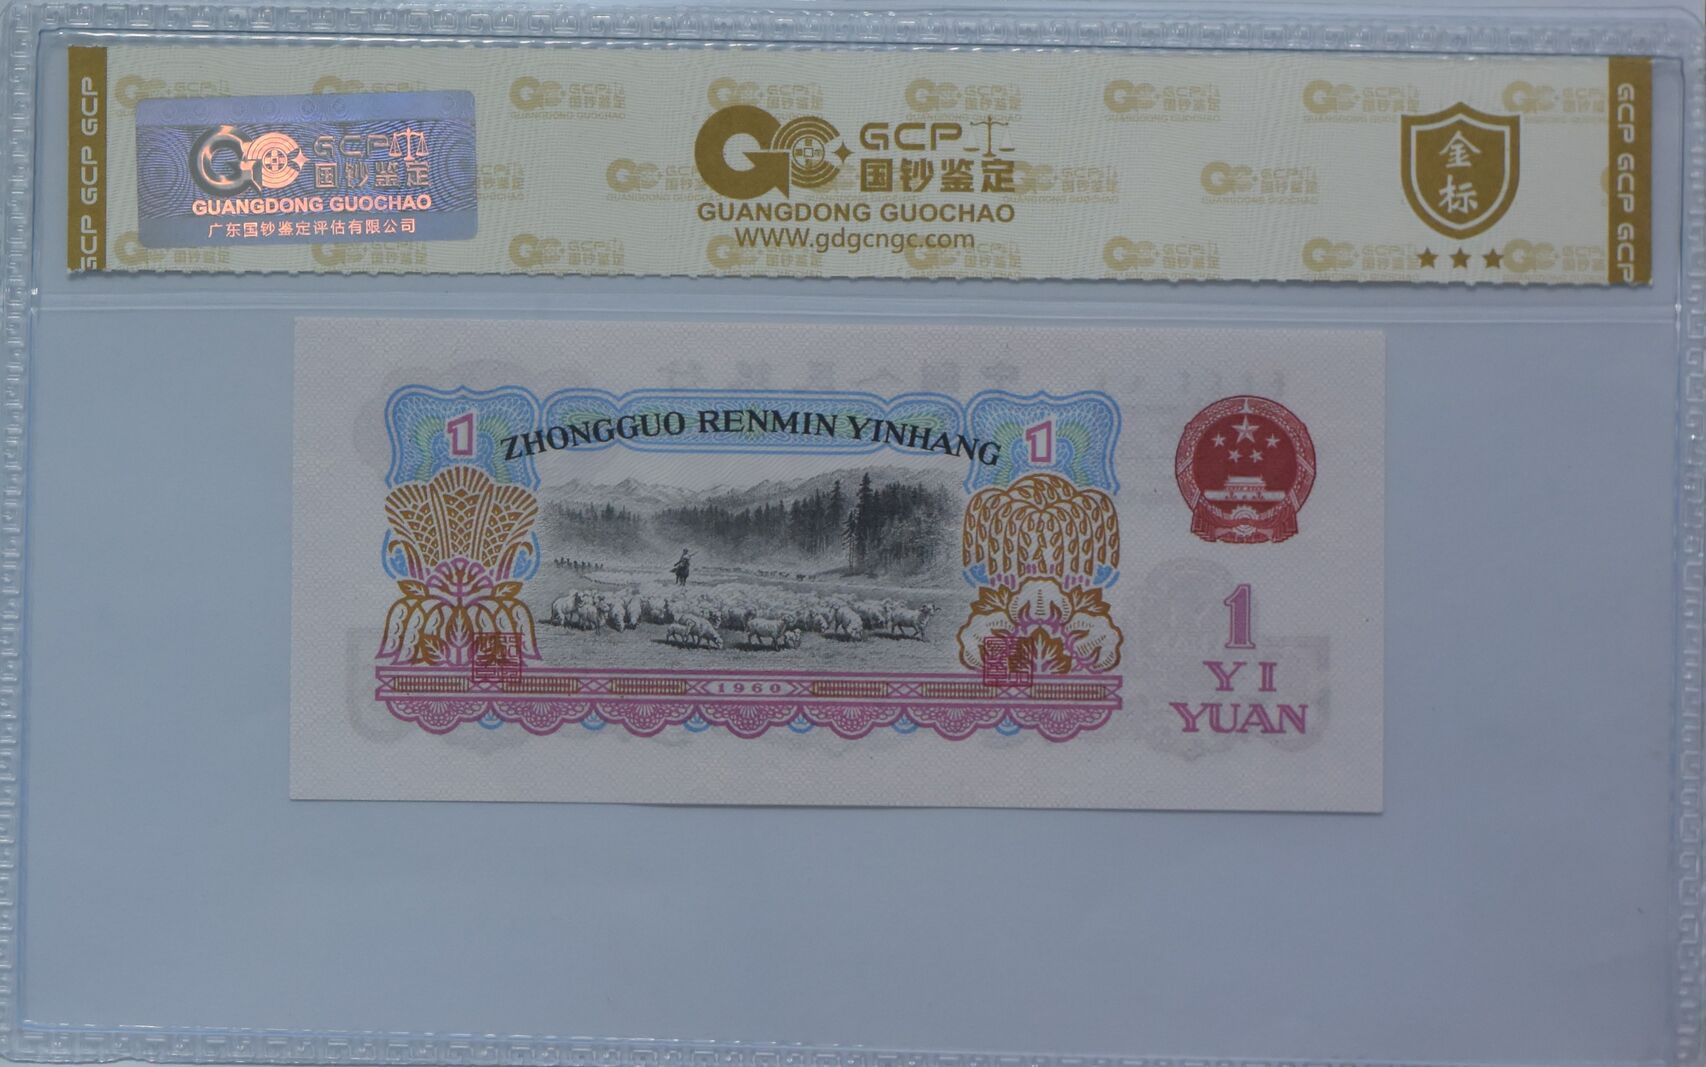 GCP GCP GCP
GCP
国钞鉴定
GUANGDONG GUOCHAO
广东国钞鉴定评估有限公司
GCP
国钞鉴定
GUANGDONG GUOCHAO
WWW.gdgcngc.com
金标
GCP GCP GCP
1
ZHONGGUO RENMIN YINHANG
1
1960
1
YI
YUAN